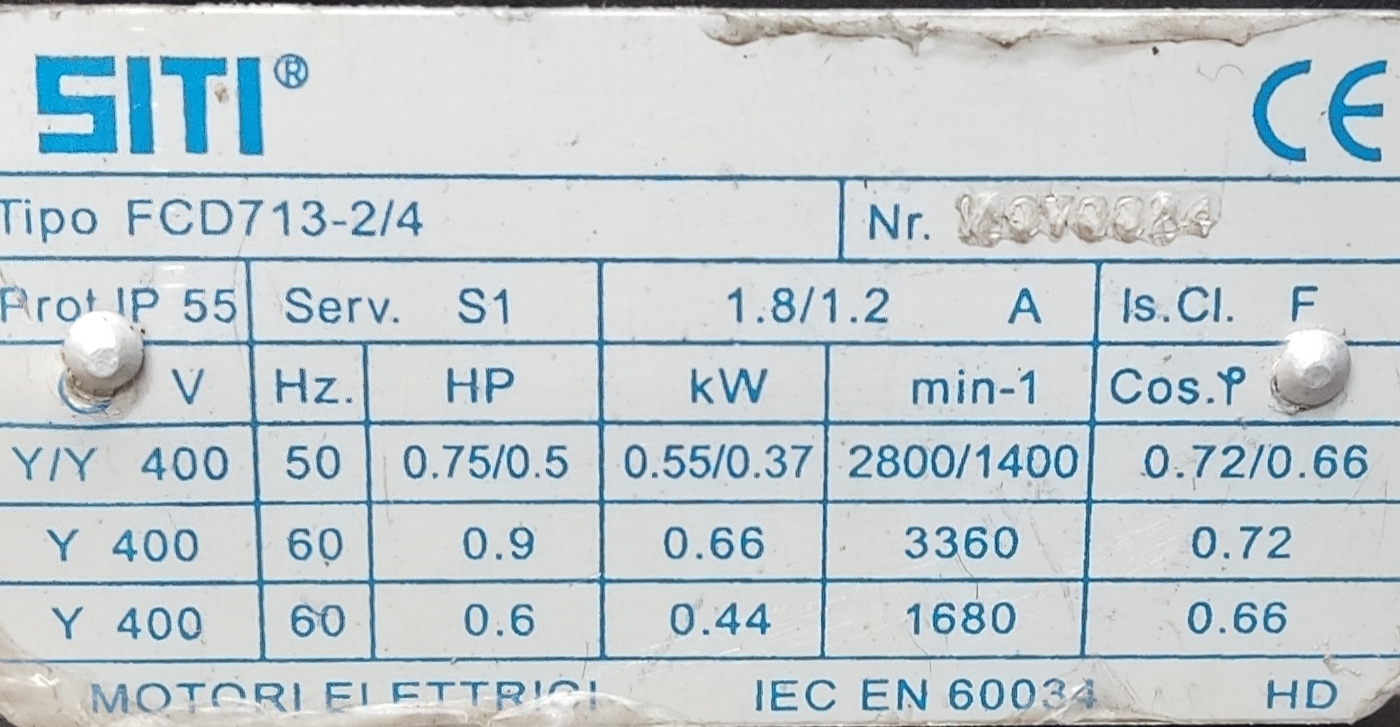 SITI® CE
Tipo FCD713-2/4 Nr.
Prot IP 55 Serv. S1 1.8/1.2 A Is.Cl. F
V Hz. HP kW min-1 Cos.φ
Y/Y 400 50 0.75/0.5 0.55/0.37 2800/1400 0.72/0.66
Y 400 60 0.9 0.66 3360 0.72
Y 400 60 0.6 0.44 1680 0.66
MOTORI ELETTRICI IEC EN 60034 HD